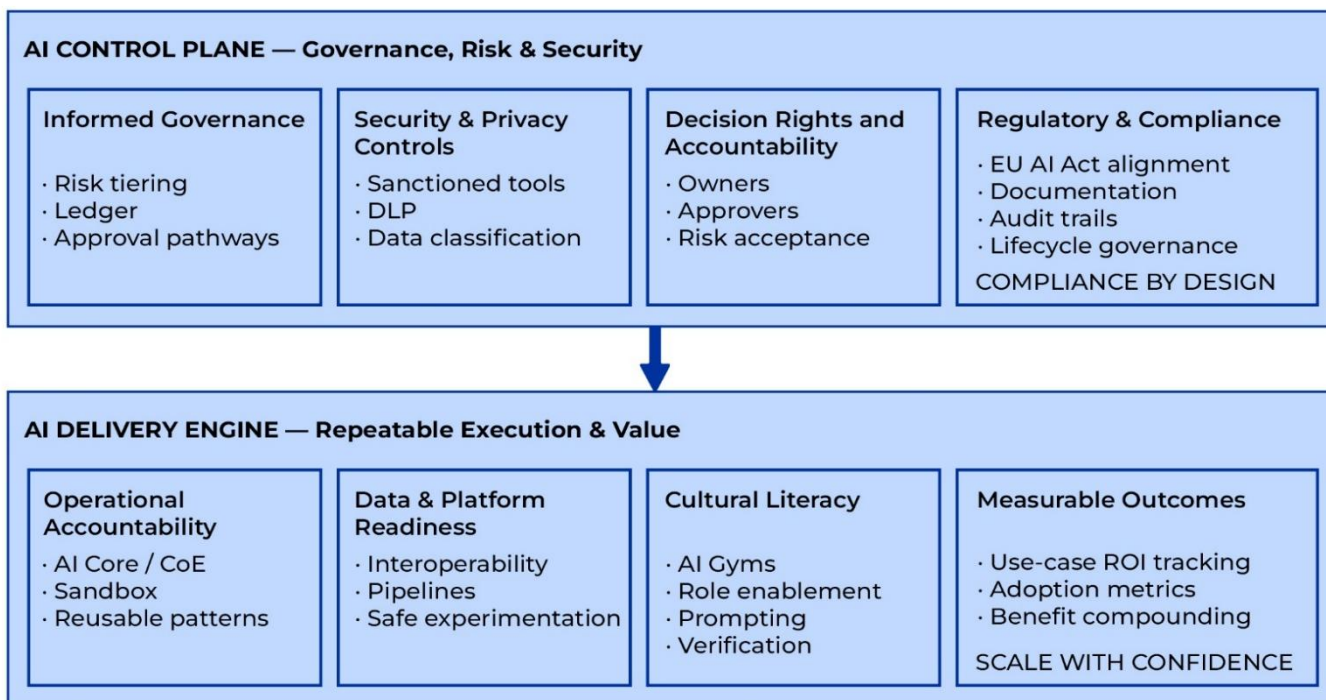 AI CONTROL PLANE — Governance, Risk & Security
Informed Governance
· Risk tiering
· Ledger
· Approval pathways
Security & Privacy
Controls
· Sanctioned tools
· DLP
· Data classification
Decision Rights and
Accountability
· Owners
· Approvers
· Risk acceptance
Regulatory & Compliance
· EU AI Act alignment
· Documentation
· Audit trails
· Lifecycle governance
COMPLIANCE BY DESIGN
AI DELIVERY ENGINE — Repeatable Execution & Value
Operational
Accountability
· AI Core / CoE
· Sandbox
· Reusable patterns
Data & Platform
Readiness
· Interoperability
· Pipelines
· Safe experimentation
Cultural Literacy
· AI Gyms
· Role enablement
· Prompting
· Verification
Measurable Outcomes
· Use-case ROI tracking
· Adoption metrics
· Benefit compounding
SCALE WITH CONFIDENCE